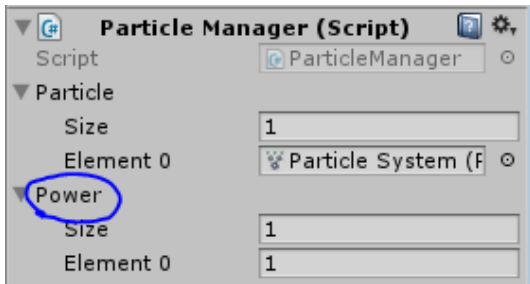 Particle Manager (Script)
Script ParticleManager
Particle
Size 1
Element 0 Particle System (P
Power
Size 1
Element 0 1